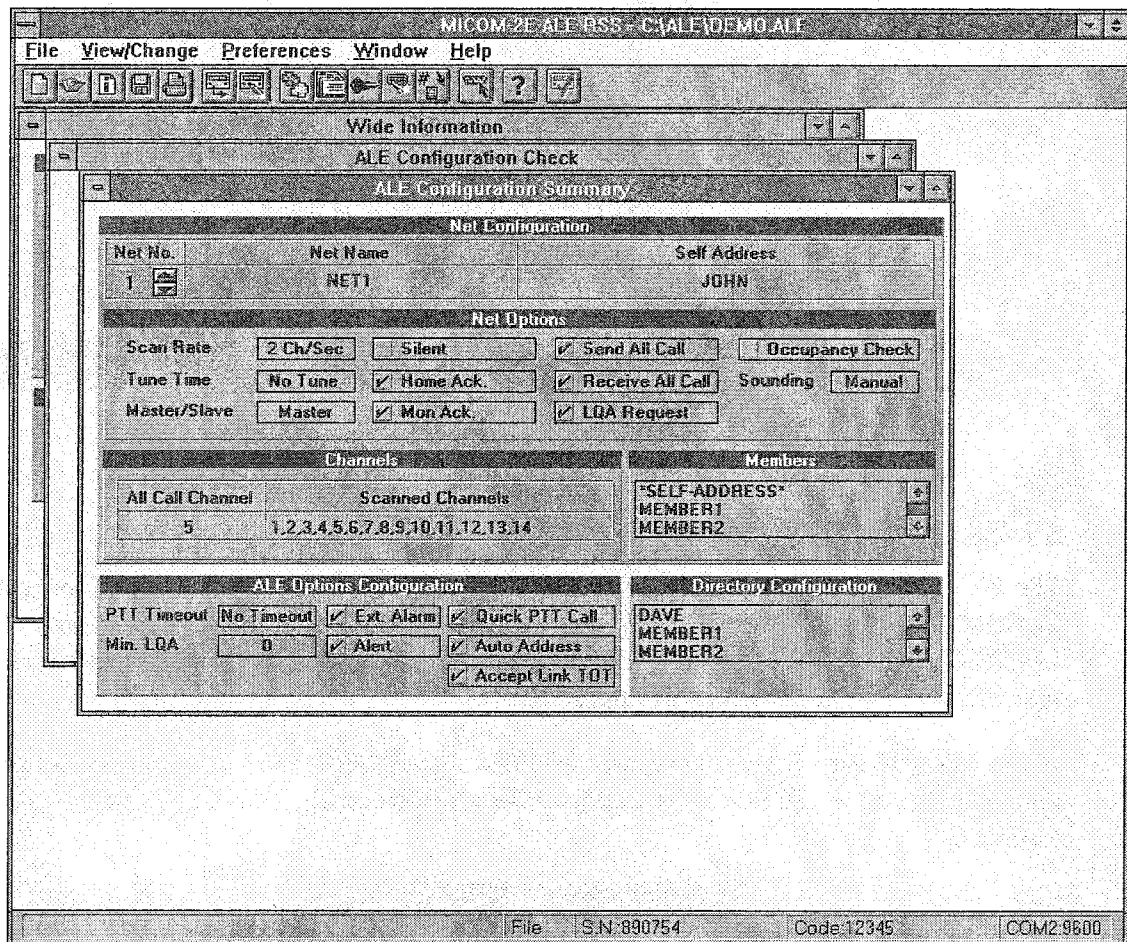 MICOM-2E ALE RSS - C:\ALE\DEMO.ALE
File View/Change Preferences Window Help
Wide Information
ALE Configuration Check
ALE Configuration Summary
Net Configuration
Net No. Net Name Self Address
1 NET1 JOHN
Net Options
Scan Rate 2 Ch/Sec Silent Send All Call Occupancy Check
Tune Time No Tune Home Ack. Receive All Call Sounding Manual
Master/Slave Master Mon Ack. LQA Request
Channels Members
All Call Channel Scanned Channels
5 1,2,3,4,5,6,7,8,9,10,11,12,13,14
*SELF-ADDRESS*
MEMBER1
MEMBER2
ALE Options Configuration Directory Configuration
PTT Timeout No Timeout Ext. Alarm Quick PTT Call
Min. LQA 0 Alert Auto Address
Accept Link TOT
DAVE
MEMBER1
MEMBER2
File S.N.:890754 Code:12345 COM2:9600